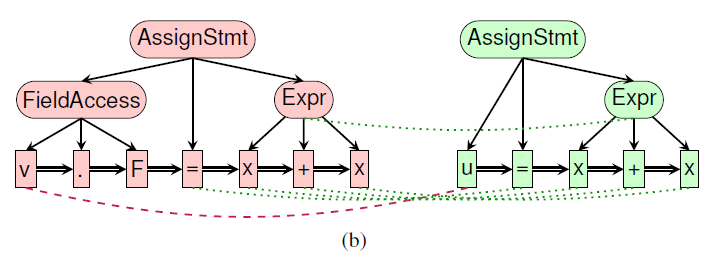 AssignStmt AssignStmt
FieldAccess Expr Expr
v . F = x + x u = x + x
(b)